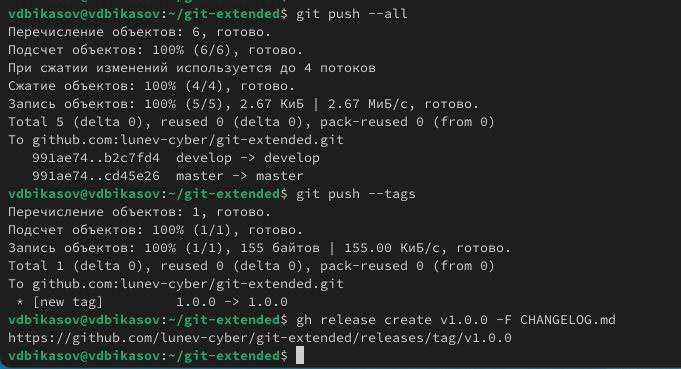 vdbikasov@vdbikasov:~/git-extended$ git push --all
Перечисление объектов: 6, готово.
Подсчет объектов: 100% (6/6), готово.
При сжатии изменений используется до 4 потоков
Сжатие объектов: 100% (4/4), готово.
Запись объектов: 100% (5/5), 2.67 КиБ | 2.67 МиБ/с, готово.
Total 5 (delta 0), reused 0 (delta 0), pack-reused 0 (from 0)
To github.com:lunev-cyber/git-extended.git
   991ae74..b2c7fd4  develop -> develop
   991ae74..cd45e26  master -> master
vdbikasov@vdbikasov:~/git-extended$ git push --tags
Перечисление объектов: 1, готово.
Подсчет объектов: 100% (1/1), готово.
Запись объектов: 100% (1/1), 155 байтов | 155.00 КиБ/с, готово.
Total 1 (delta 0), reused 0 (delta 0), pack-reused 0 (from 0)
To github.com:lunev-cyber/git-extended.git
 * [new tag]         1.0.0 -> 1.0.0
vdbikasov@vdbikasov:~/git-extended$ gh release create v1.0.0 -F CHANGELOG.md
https://github.com/lunev-cyber/git-extended/releases/tag/v1.0.0
vdbikasov@vdbikasov:~/git-extended$